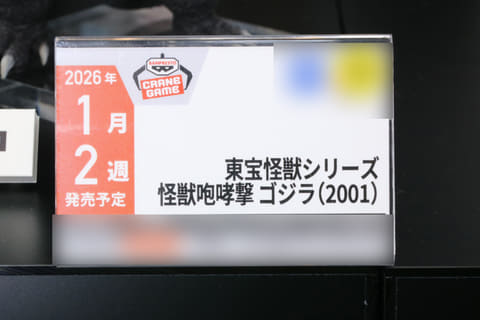 2026年
1月
2週
発売予定
BANPRESTO
CRANE
GAME
東宝怪獣シリーズ
怪獣咆哮撃 ゴジラ(2001)